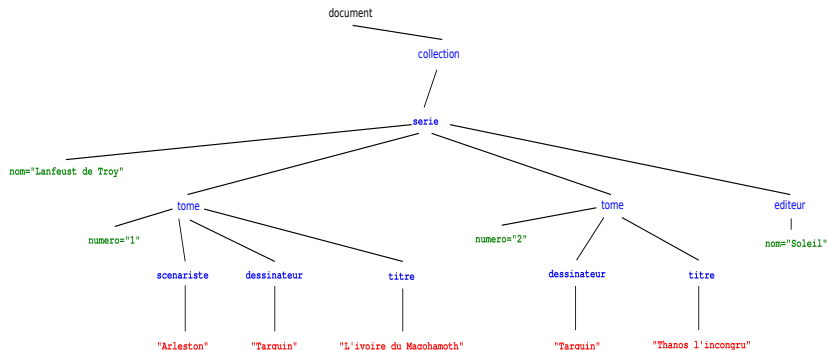 document
collection
serie
nom="Lanfeust de Troy"
tome
tome
editeur
numero="1"
numero="2"
nom="Soleil"
scenariste
dessinateur
titre
dessinateur
titre
"Arleston"
"Tarquin"
"L'ivoire du Magohamoth"
"Tarquin"
"Thanos l'incongru"